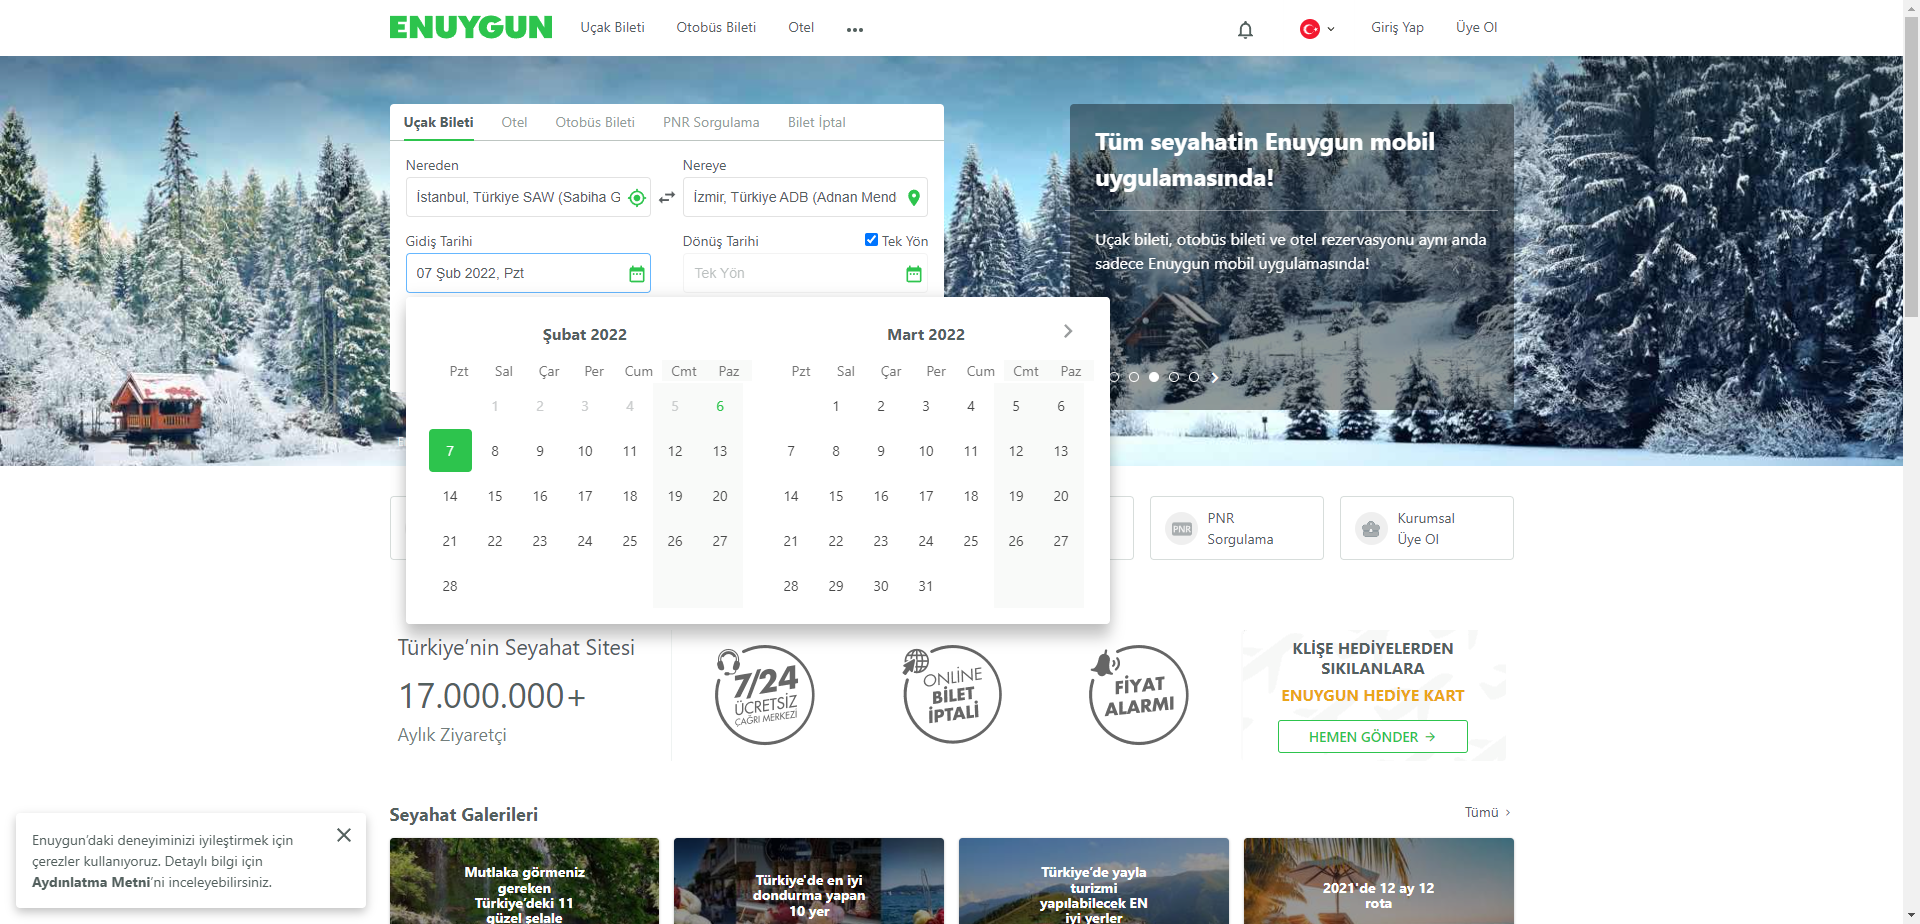 ENUYGUN
Uçak Bileti
Otobüs Bileti
Otel
Giriş Yap
Üye Ol
Uçak Bileti
Otel
Otobüs Bileti
PNR Sorgulama
Bilet İptal
Nereden
Nereye
İstanbul, Türkiye SAW (Sabiha G
İzmir, Türkiye ADB (Adnan Mend
Gidiş Tarihi
Dönüş Tarihi
Tek Yön
07 Şub 2022, Pzt
Tek Yön
Tüm seyahatin Enuygun mobil
uygulamasında!
Uçak bileti, otobüs bileti ve otel rezervasyonu aynı anda
sadece Enuygun mobil uygulamasında!
Şubat 2022
Pzt Sal Çar Per Cum Cmt Paz
1 2 3 4 5 6
7 8 9 10 11 12 13
14 15 16 17 18 19 20
21 22 23 24 25 26 27
28
Mart 2022
Pzt Sal Çar Per Cum Cmt Paz
1 2 3 4 5 6
7 8 9 10 11 12 13
14 15 16 17 18 19 20
21 22 23 24 25 26 27
28 29 30 31
PNR
PNR
Sorgulama
Kurumsal
Üye Ol
Türkiye’nin Seyahat Sitesi
17.000.000+
Aylık Ziyaretçi
7/24
ÜCRETSİZ
ÇAĞRI MERKEZİ
ONLİNE
BİLET
İPTALİ
FİYAT
ALARMI
KLİŞE HEDİYELERDEN
SIKILANLARA
ENUYGUN HEDİYE KART
HEMEN GÖNDER
Seyahat Galerileri
Tümü
Mutlaka görmeniz
gereken
Türkiye’deki 11
güzel şelale
Türkiye'de en iyi
dondurma yapan
10 yer
Türkiye’de yayla
turizmi
yapılabilecek EN
iyi yerler
2021'de 12 ay 12
rota
Enuygun’daki deneyiminizi iyileştirmek için
çerezler kullanıyoruz. Detaylı bilgi için
Aydınlatma Metni’ni inceleyebilirsiniz.